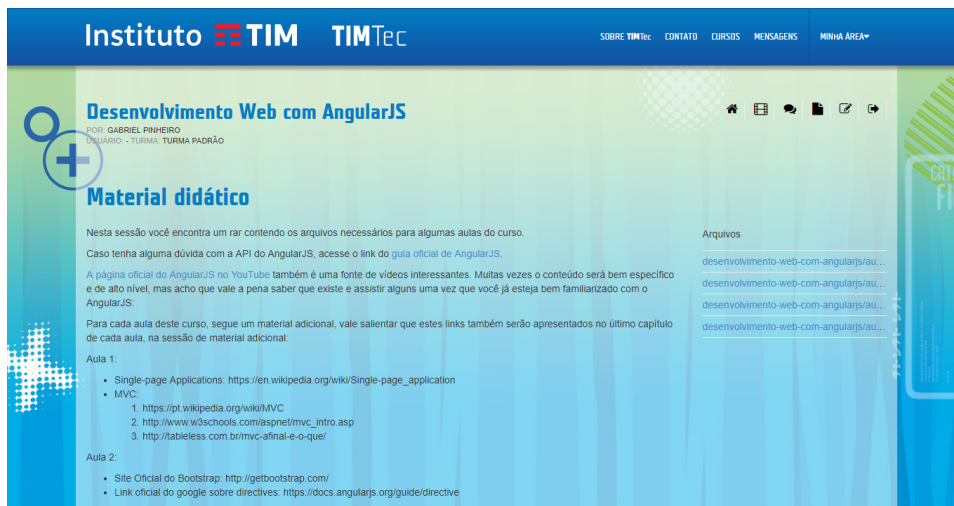 Instituto TIM TIMTec
SOBRE TIMTec CONTATO CURSOS MENSAGENS MINHA ÁREA
Desenvolvimento Web com AngularJS
POR: GABRIEL PINHEIRO
USUÁRIO: - TURMA: TURMA PADRÃO
Material didático
Nesta sessão você encontra um rar contendo os arquivos necessários para algumas aulas do curso.
Caso tenha alguma dúvida com a API do AngularJS, acesse o link do guia oficial de AngularJS.
A página oficial do AngularJS no YouTube também é uma fonte de vídeos interessantes. Muitas vezes o conteúdo será bem específico
e de alto nível, mas acho que vale a pena saber que existe e assistir alguns uma vez que você já esteja bem familiarizado com o
AngularJS:
Para cada aula deste curso, segue um material adicional, vale salientar que estes links também serão apresentados no último capítulo
de cada aula, na sessão de material adicional:
Aula 1:
• Single-page Applications: https://en.wikipedia.org/wiki/Single-page_application
• MVC:
1. https://pt.wikipedia.org/wiki/MVC
2. http://www.w3schools.com/aspnet/mvc_intro.asp
3. http://tableless.com.br/mvc-afinal-e-o-que/
Aula 2:
• Site Oficial do Bootstrap: http://getbootstrap.com/
• Link oficial do google sobre directives: https://docs.angularjs.org/guide/directive
Arquivos
desenvolvimento-web-com-angularjs/au...
desenvolvimento-web-com-angularjs/au...
desenvolvimento-web-com-angularjs/au...
desenvolvimento-web-com-angularjs/au...